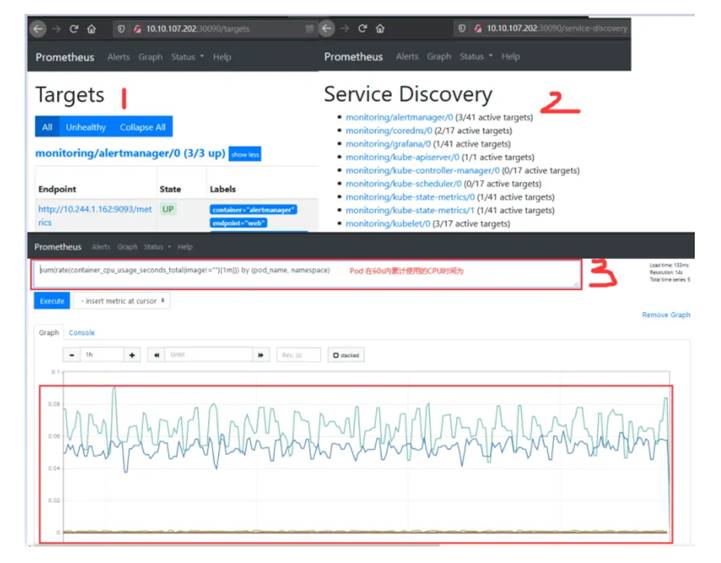 10.10.107.202:30090/targets
Prometheus Alerts Graph Status Help
Targets 1
All Unhealthy Collapse All
monitoring/alertmanager/0 (3/3 up) show less
Endpoint State Labels
http://10.244.1.162:9093/met
rics
UP
container="alertmanager"
endpoint="web"
10.10.107.202:30090/service-discovery
Prometheus Alerts Graph Status Help
Service Discovery 2
monitoring/alertmanager/0 (3/41 active targets)
monitoring/coredns/0 (2/17 active targets)
monitoring/grafana/0 (1/41 active targets)
monitoring/kube-apiserver/0 (1/1 active targets)
monitoring/kube-controller-manager/0 (0/17 active targets)
monitoring/kube-scheduler/0 (0/17 active targets)
monitoring/kube-state-metrics/0 (1/41 active targets)
monitoring/kube-state-metrics/1 (1/41 active targets)
monitoring/kubelet/0 (3/17 active targets)
Prometheus Alerts Graph Status Help
sum(rate(container_cpu_usage_seconds_total{image!=""}[1m])) by (pod_name, namespace) Pod 在60s内累计使用的CPU时间为
3
Load time: 133ms
Resolution: 14s
Total time series: 6
Execute - insert metric at cursor
Remove Graph
Graph Console
- 1h + Until Res. (s) stacked
0.1
0.08
0.06
0.04
0.02
0